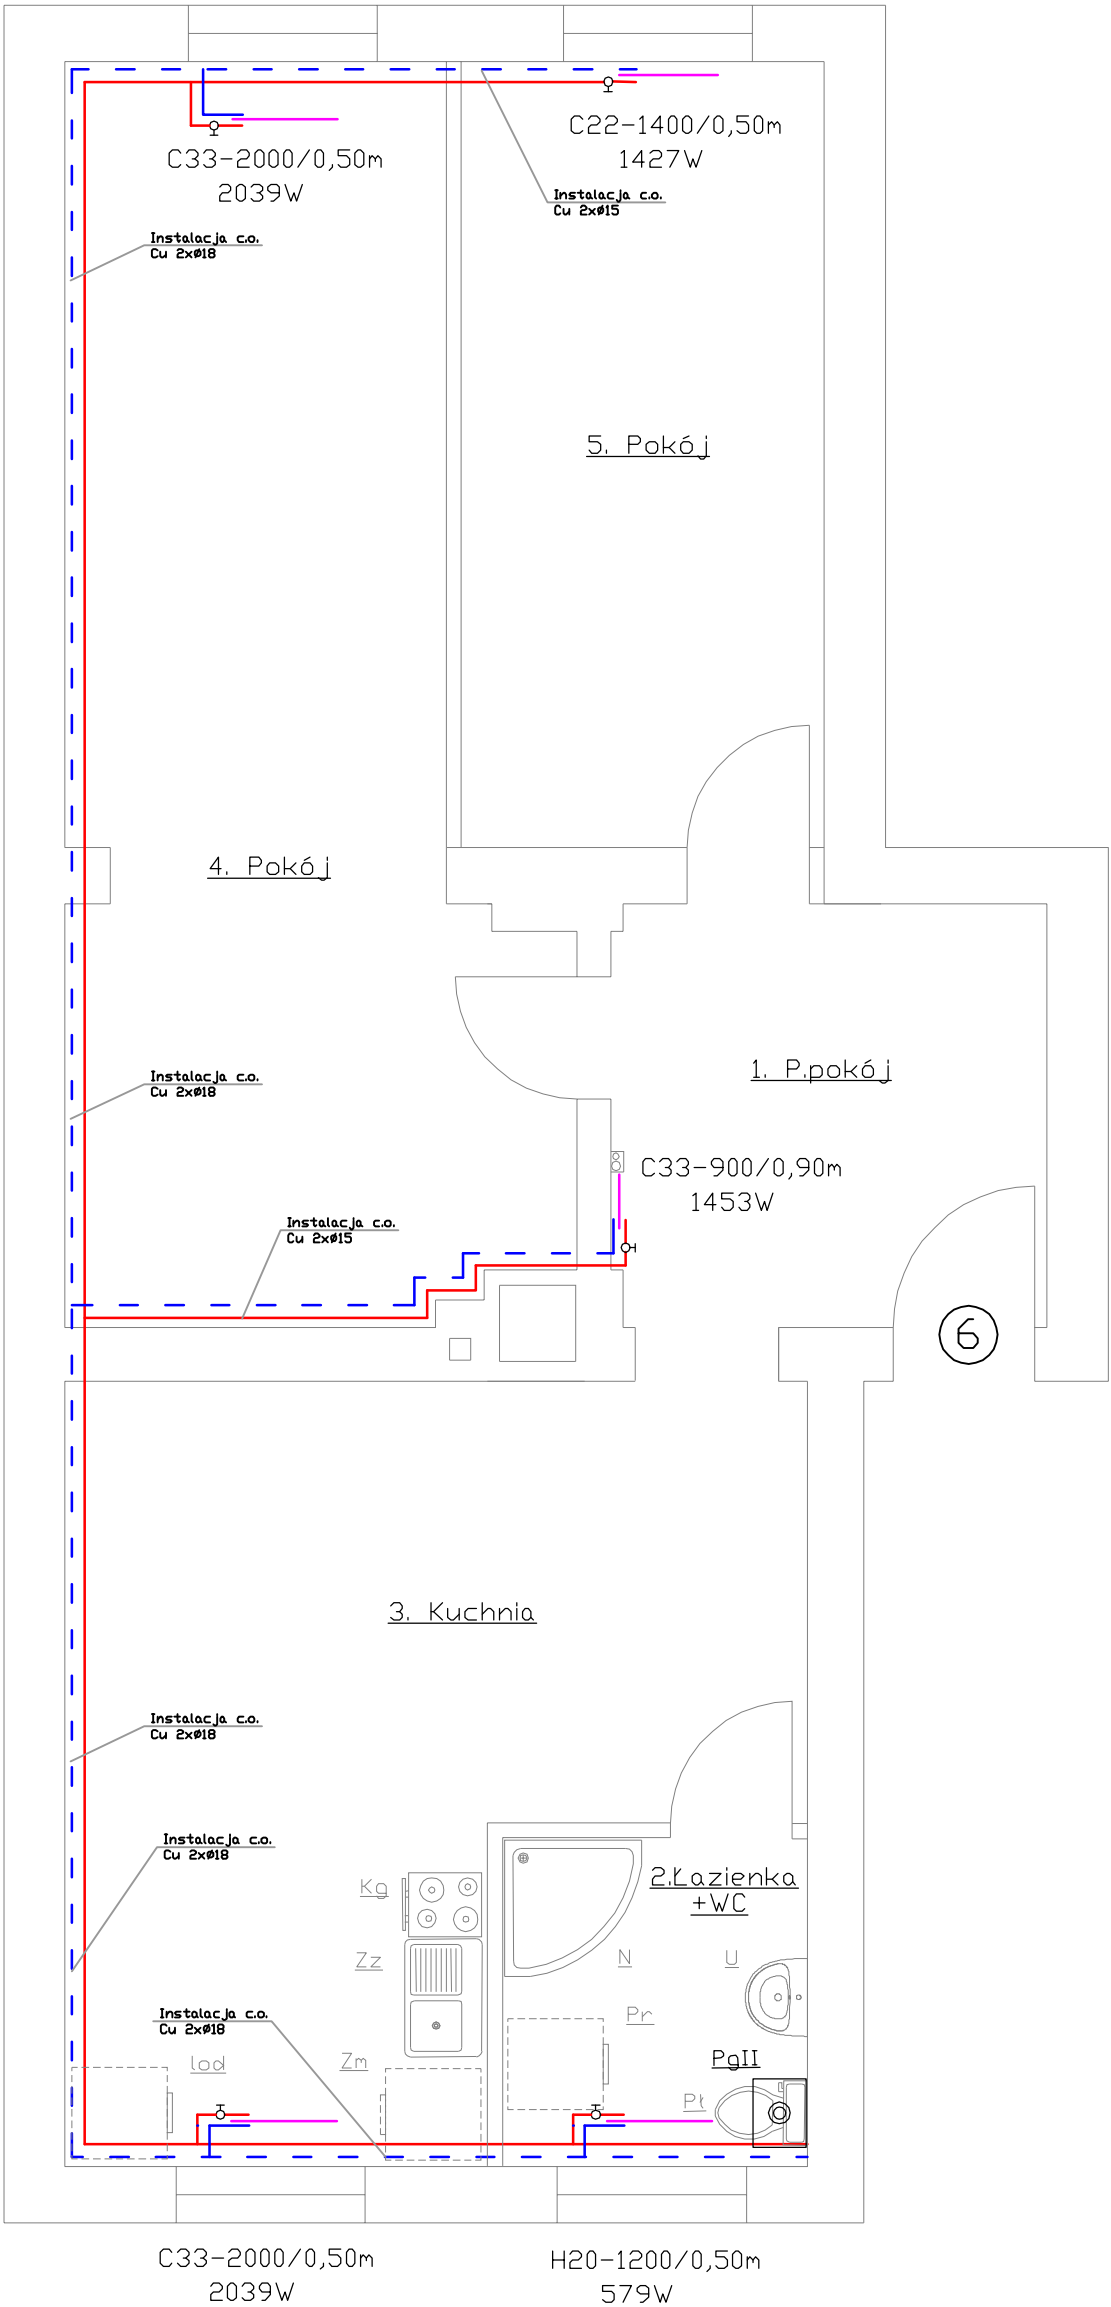 C22-1400/0,50m
1427W
C33-2000/0,50m
2039W
Instalacja c.o.
Cu 2xø15
Instalacja c.o.
Cu 2xø18
5. Pokój
4. Pokój
1. P.pokój
Instalacja c.o.
Cu 2xø18
C33-900/0,90m
1453W
Instalacja c.o.
Cu 2xø15
6
3. Kuchnia
Instalacja c.o.
Cu 2xø18
Instalacja c.o.
Cu 2xø18
2.Łazienka
+WC
Kg
Zz
N
U
Instalacja c.o.
Cu 2xø18
Pr
lod
Zm
PgII
Pł
C33-2000/0,50m
2039W
H20-1200/0,50m
579W